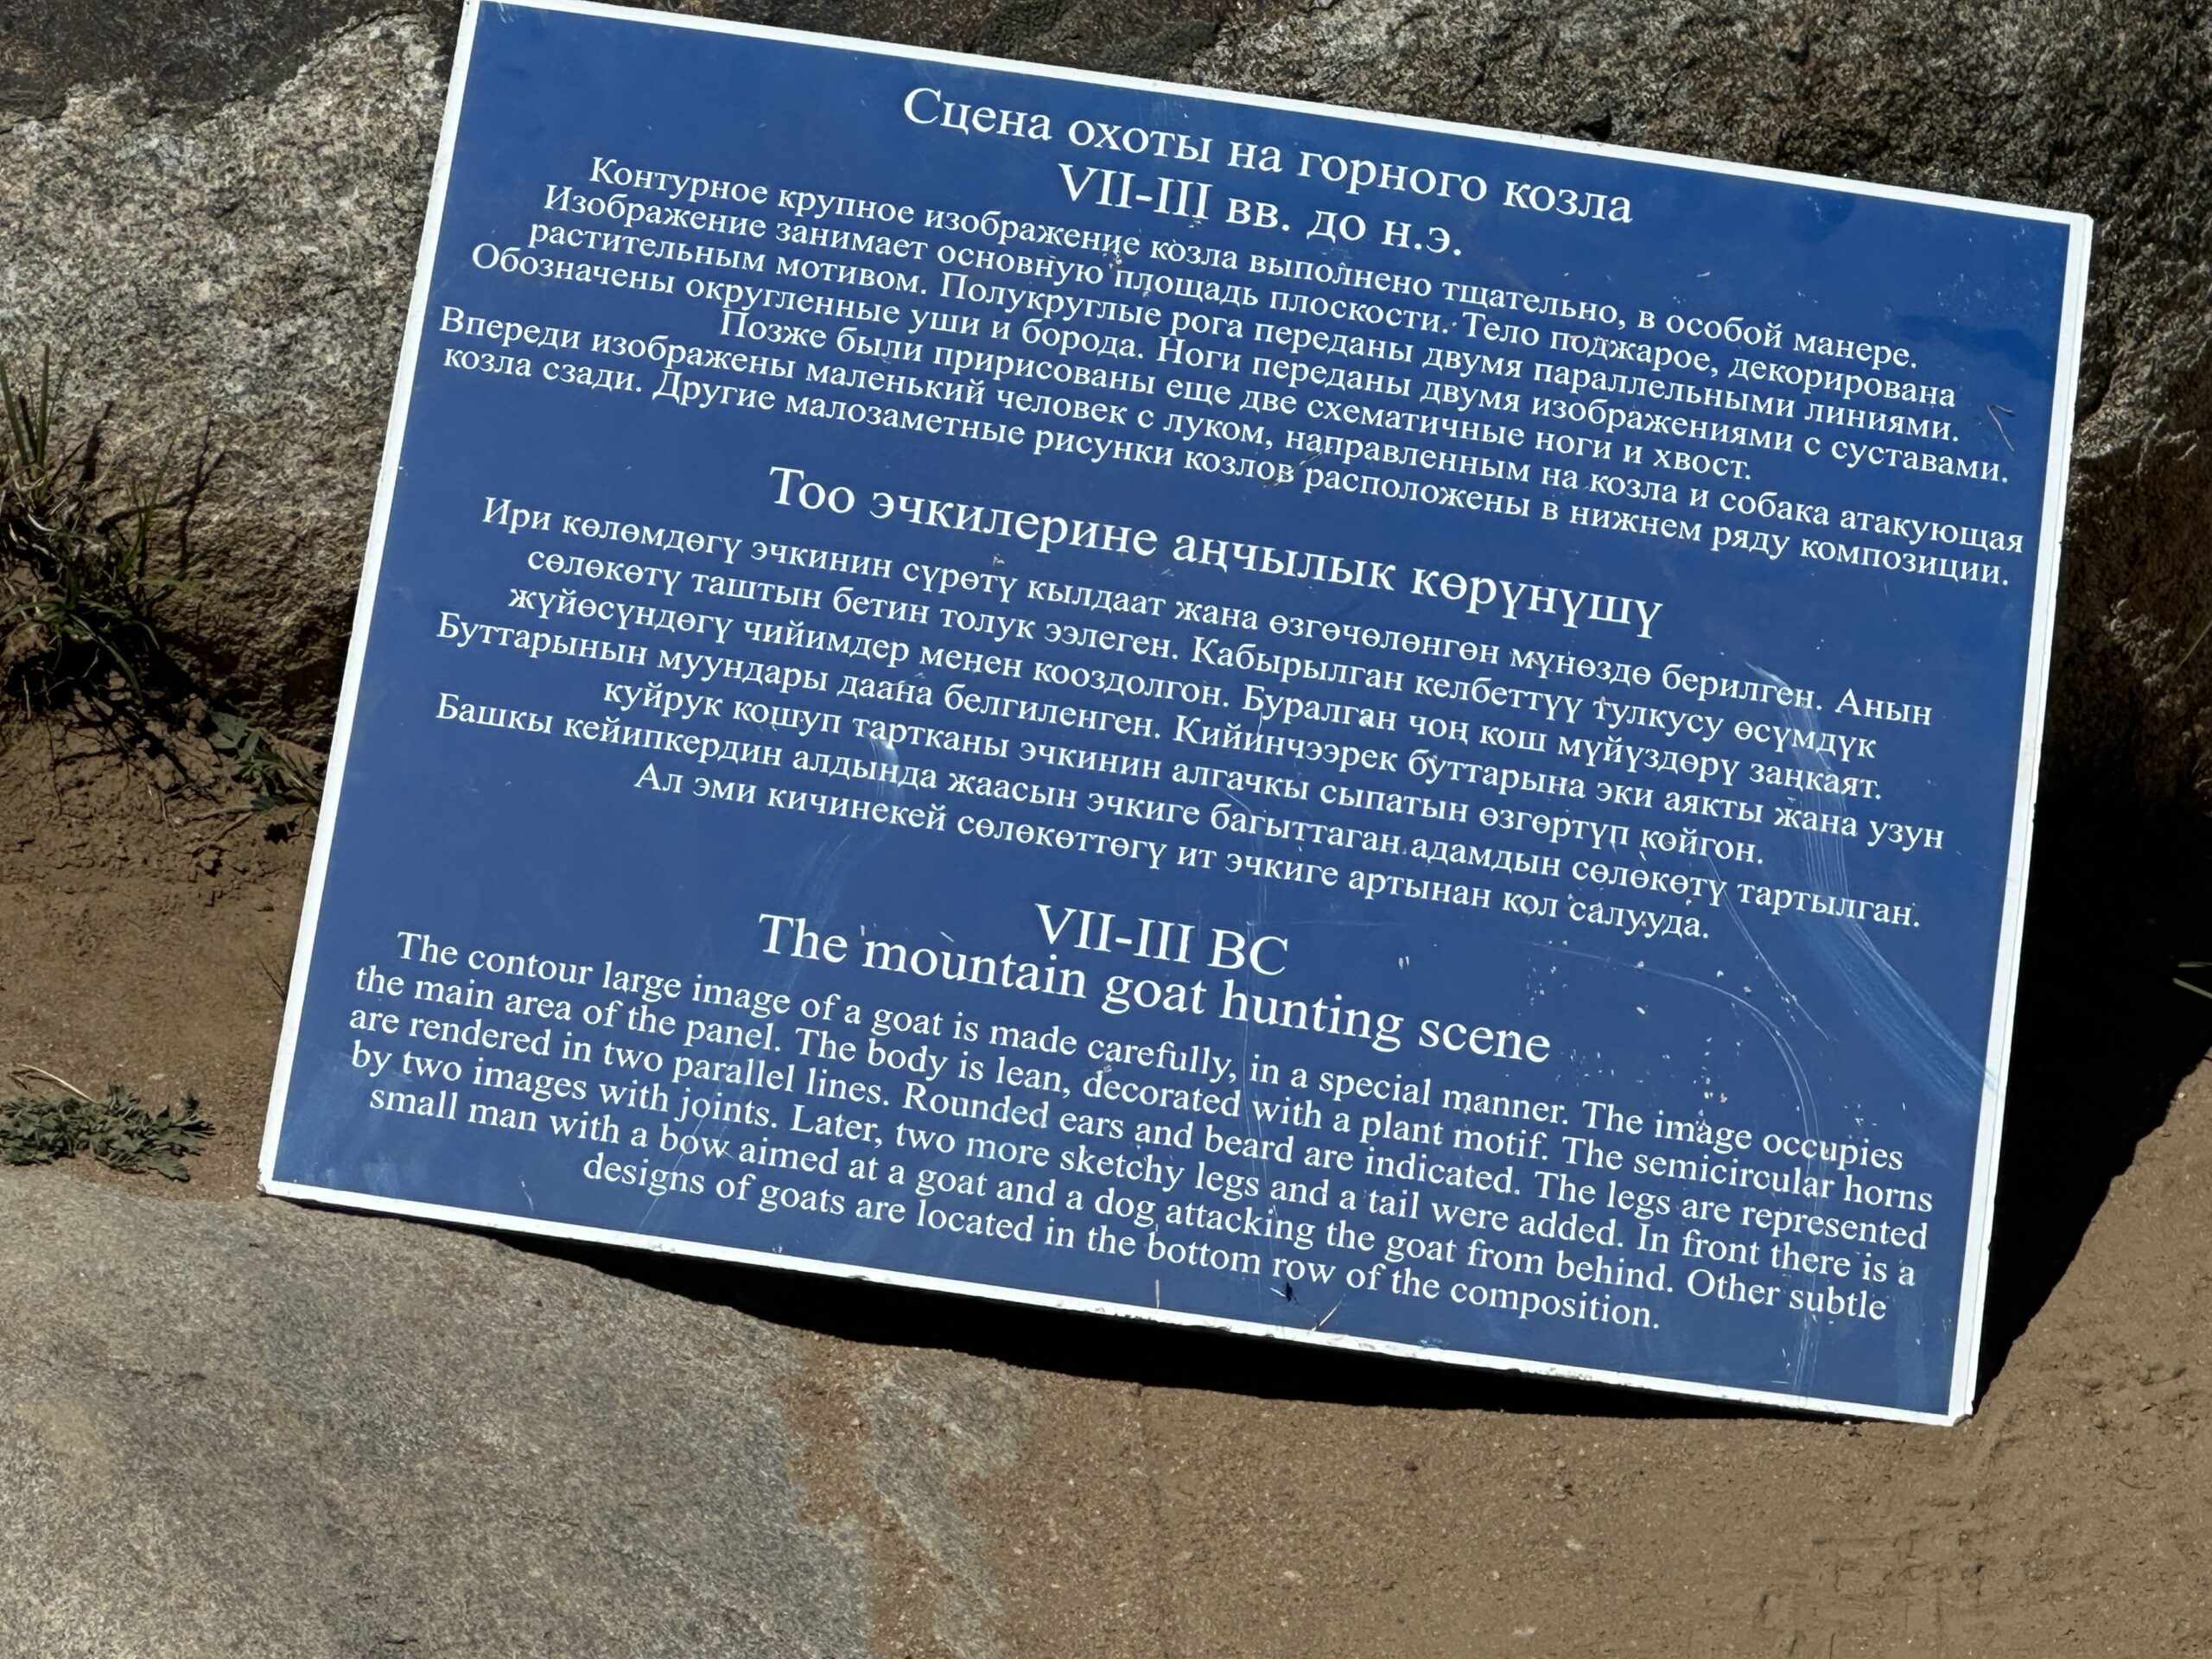 Сцена охоты на горного козла
VII-III вв. до н.э.
Контурное крупное изображение козла выполнено тщательно, в особой манере.
Изображение занимает основную площадь плоскости. Тело поджарое, декорирована
растительным мотивом. Полукруглые рога переданы двумя параллельными линиями.
Обозначены округленные уши и борода. Ноги переданы двумя изображениями с суставами.
Позже были пририсованы еще две схематичные ноги и хвост.
Впереди изображены маленький человек с луком, направленным на козла и собака атакующая
козла сзади. Другие малозаметные рисунки козлов расположены в нижнем ряду композиции.
Тоо эчкилерине аңчылык көрүнүшү
Ири көлөмдөгү эчкинин сүрөтү кылдаат жана өзгөчөлөнгөн мүнөздө берилген. Анын
сөлөкөтү таштын бетин толук ээлеген. Кабырылган келбеттүү тулкусу өсүмдүк
жүйөсүндөгү чийимдер менен кооздолгон. Буралган чоң кош мүйүздөрү заңкаят.
Буттарынын муундары даана белгиленген. Кийинчээрек буттарына эки аякты жана узун
куйрук кошуп тартканы эчкинин алгачкы сыпатын өзгөртүп койгон.
Башкы кейипкердин алдында жаасын эчкиге багыттаган адамдын сөлөкөтү тартылган.
Ал эми кичинекей сөлөкөттөгү ит эчкиге артынан кол салууда.
VII-III BC
The mountain goat hunting scene
The contour large image of a goat is made carefully, in a special manner. The image occupies
the main area of the panel. The body is lean, decorated with a plant motif. The semicircular horns
are rendered in two parallel lines. Rounded ears and beard are indicated. The legs are represented
by two images with joints. Later, two more sketchy legs and a tail were added. In front there is a
small man with a bow aimed at a goat and a dog attacking the goat from behind. Other subtle
designs of goats are located in the bottom row of the composition.